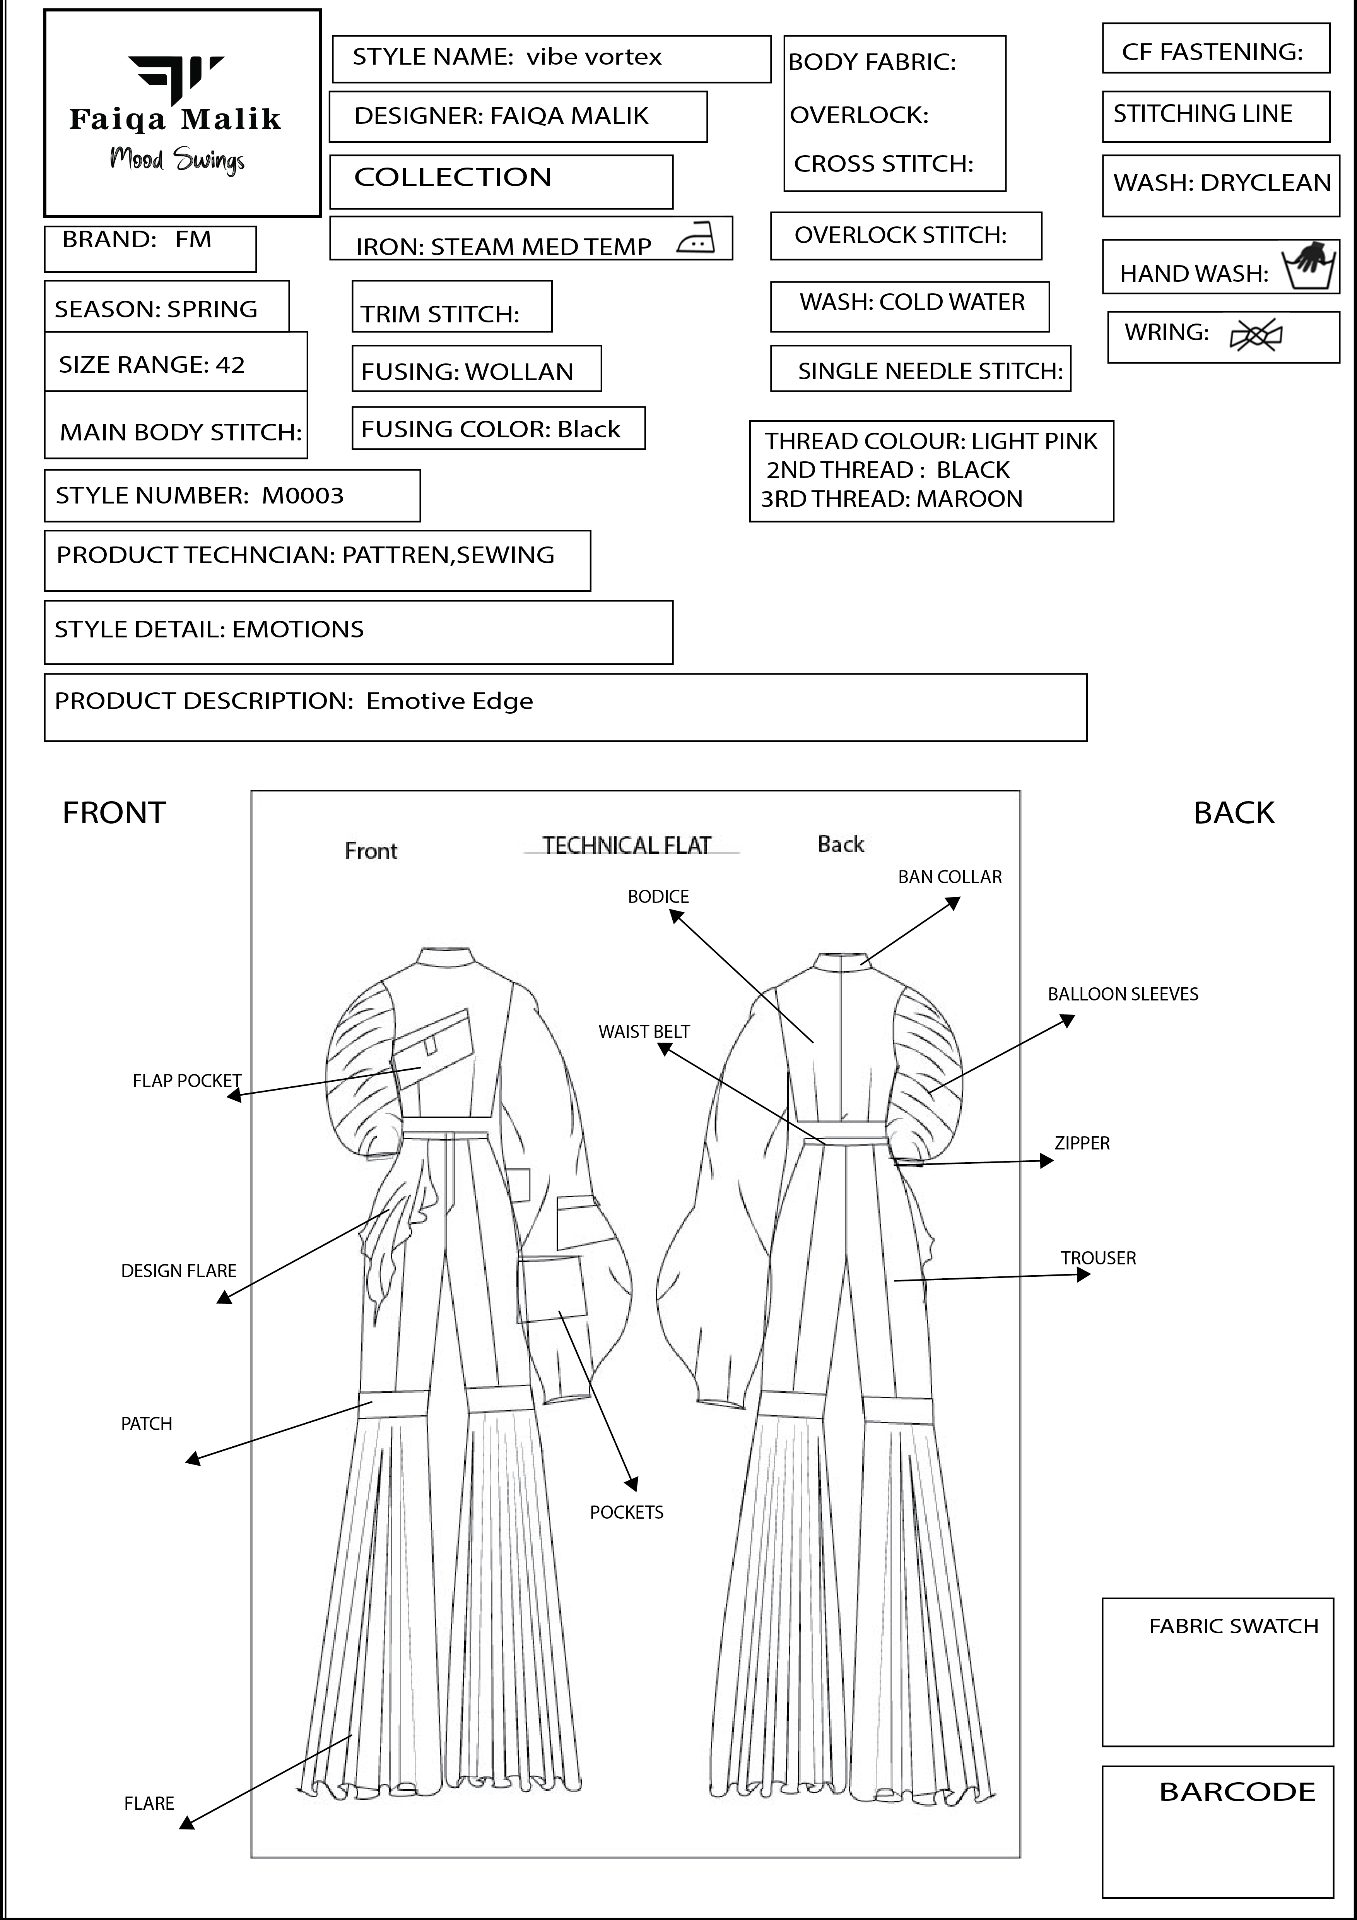 Faiqa Malik
Mood Swings
STYLE NAME: vibe vortex
BODY FABRIC:
CF FASTENING:
DESIGNER: FAIQA MALIK
OVERLOCK:
STITCHING LINE
COLLECTION
CROSS STITCH:
WASH: DRYCLEAN
BRAND: FM
IRON: STEAM MED TEMP
OVERLOCK STITCH:
HAND WASH:
SEASON: SPRING
TRIM STITCH:
WASH: COLD WATER
WRING:
SIZE RANGE: 42
FUSING: WOLLAN
SINGLE NEEDLE STITCH:
MAIN BODY STITCH:
FUSING COLOR: Black
THREAD COLOUR: LIGHT PINK
2ND THREAD : BLACK
3RD THREAD: MAROON
STYLE NUMBER: M0003
PRODUCT TECHNCIAN: PATTREN,SEWING
STYLE DETAIL: EMOTIONS
PRODUCT DESCRIPTION: Emotive Edge
FRONT
BACK
Front
TECHNICAL FLAT
Back
BODICE
BAN COLLAR
BALLOON SLEEVES
WAIST BELT
FLAP POCKET
ZIPPER
DESIGN FLARE
TROUSER
PATCH
POCKETS
FLARE
FABRIC SWATCH
BARCODE